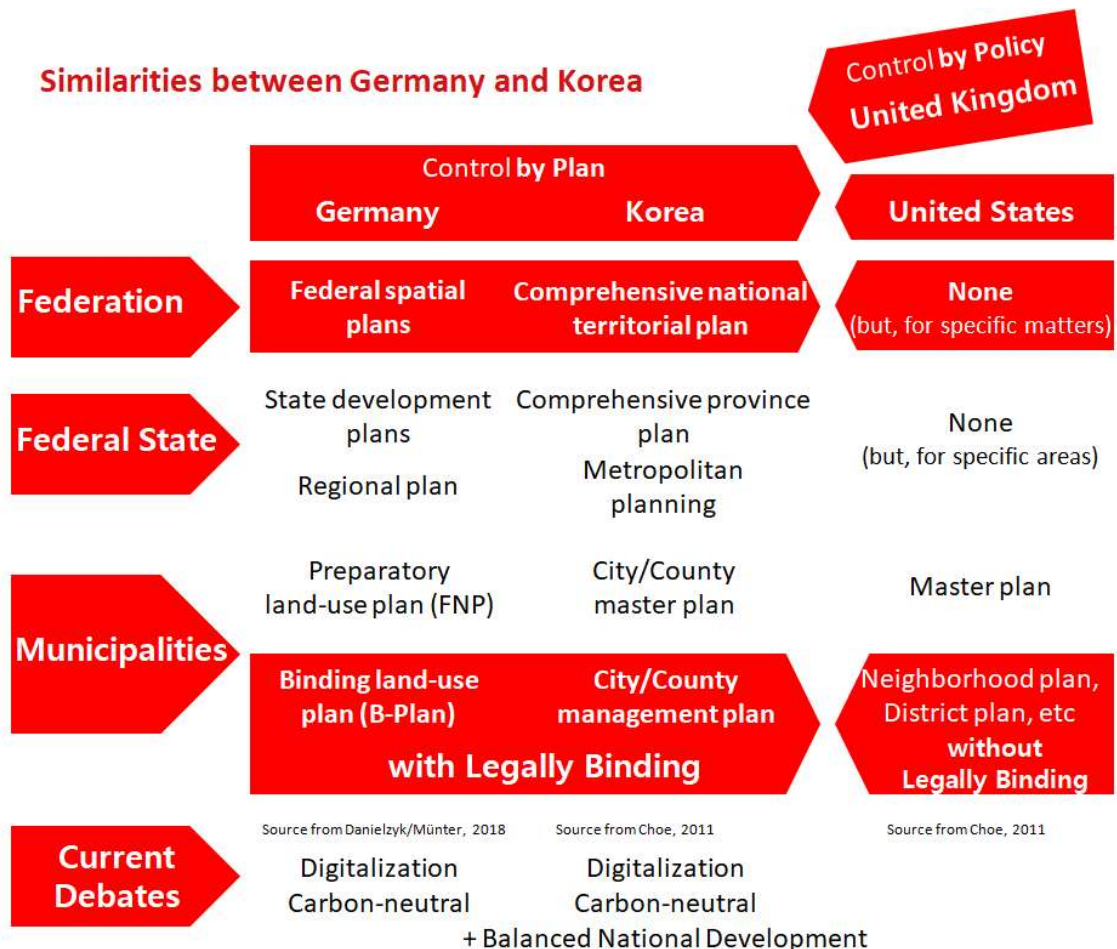 Similarities between Germany and Korea
Control by Policy
United Kingdom
Control by Plan
Germany
Korea
United States
Federation
Federal spatial
plans
Comprehensive national
territorial plan
None
(but, for specific matters)
Federal State
State development
plans
Regional plan
Comprehensive province
plan
Metropolitan
planning
None
(but, for specific areas)
Municipalities
Preparatory
land-use plan (FNP)
City/County
master plan
Master plan
Binding land-use
plan (B-Plan)
City/County
management plan
with Legally Binding
Neighborhood plan,
District plan, etc
without
Legally Binding
Source from Danielzyk/Münter, 2018
Source from Choe, 2011
Source from Choe, 2011
Current
Debates
Digitalization
Carbon-neutral
Digitalization
Carbon-neutral
+ Balanced National Development